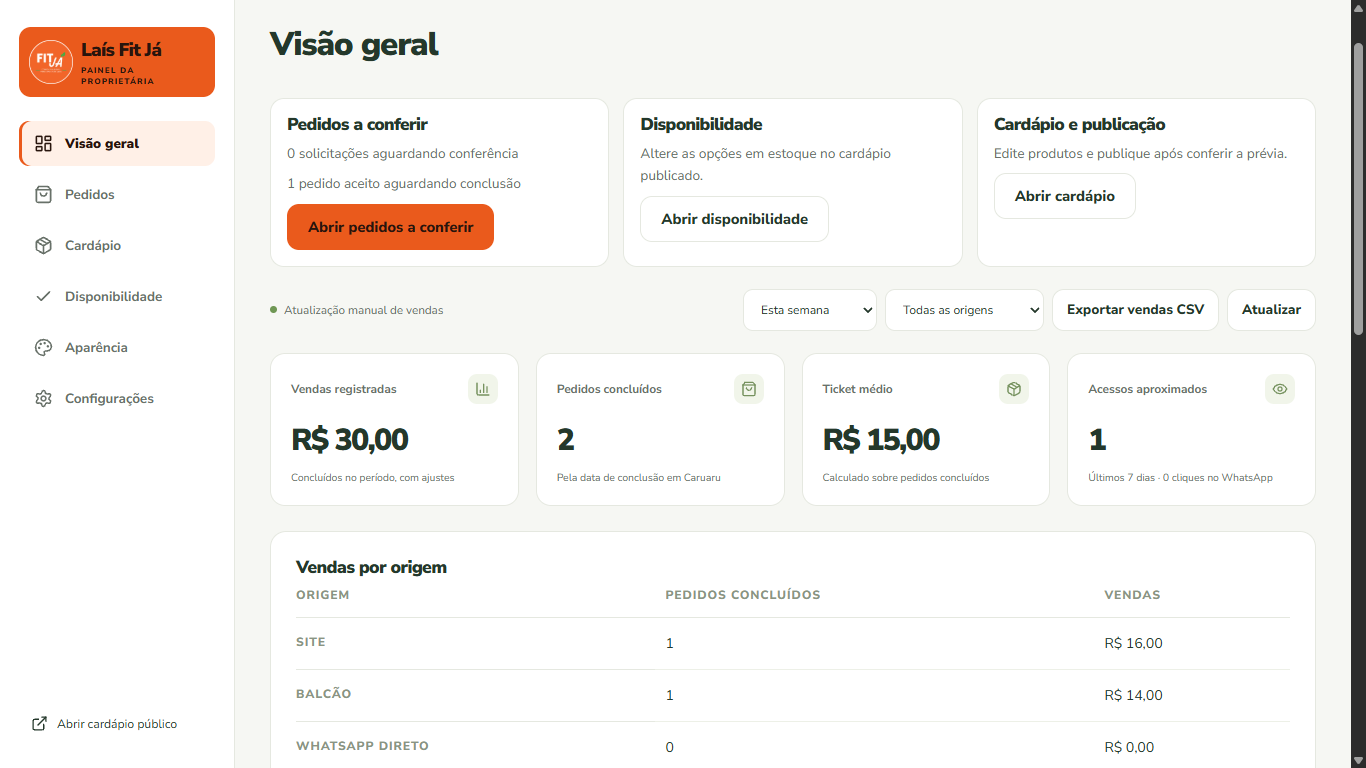 FIT JÁ
Laís Fit Já
PAINEL DA
PROPRIETÁRIA
Visão geral
Pedidos
Cardápio
Disponibilidade
Aparência
Configurações
Abrir cardápio público
Visão geral
Pedidos a conferir
0 solicitações aguardando conferência
1 pedido aceito aguardando conclusão
Abrir pedidos a conferir
Disponibilidade
Altere as opções em estoque no cardápio
publicado.
Abrir disponibilidade
Cardápio e publicação
Edite produtos e publique após conferir a prévia.
Abrir cardápio
Atualização manual de vendas
Esta semana
Todas as origens
Exportar vendas CSV
Atualizar
Vendas registradas
R$ 30,00
Concluídos no período, com ajustes
Pedidos concluídos
2
Pela data de conclusão em Caruaru
Ticket médio
R$ 15,00
Calculado sobre pedidos concluídos
Acessos aproximados
1
Últimos 7 dias · 0 cliques no WhatsApp
Vendas por origem
ORIGEM PEDIDOS CONCLUÍDOS VENDAS
SITE 1 R$ 16,00
BALCÃO 1 R$ 14,00
WHATSAPP DIRETO 0 R$ 0,00